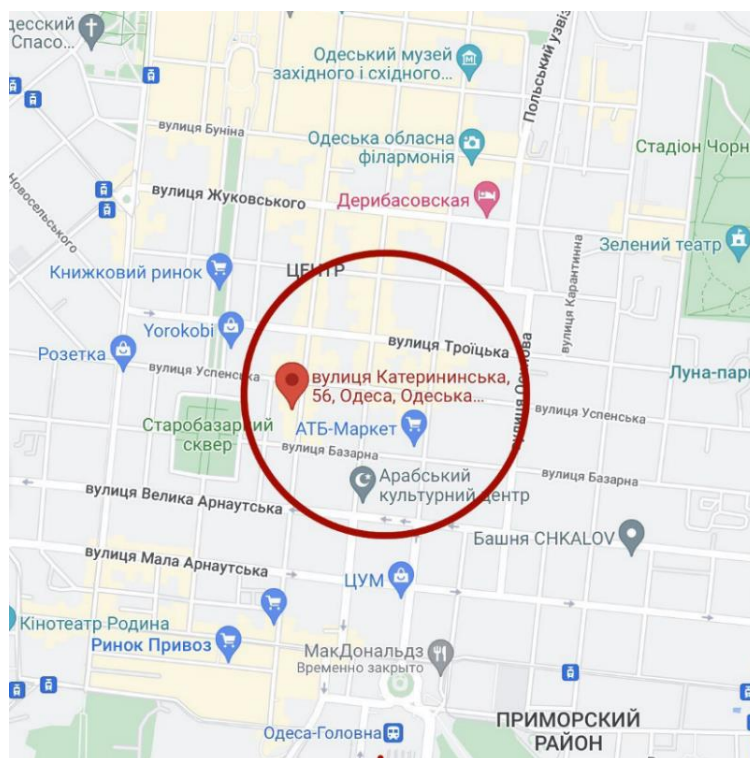 десский
Спасо...
Одеський музей
західного і східного...
Польський узвіз
вулиця Буніна
Одеська обласна
філармонія
Стадіон Чорн
Новосельського
вулиця Жуковського
Дерибасовская
Зелений театр
Книжковий ринок
ЦЕНТР
вулиця Карантинна
Yorokobi
вулиця Троїцька
Розетка
вулиця Успенська
вулиця Катерининська,
56, Одеса, Одеська...
Луна-парк
вулиця Успенська
Старобазарний
сквер
АТБ-Маркет
вулиця Базарна
вулиця Базарна
Арабський
культурний центр
вулиця Велика Арнаутська
Башня CHKALOV
вулиця Мала Арнаутська
ЦУМ
Кінотеатр Родина
Ринок Привоз
МакДональдз
Временно закрыто
Одеса-Головна
ПРИМОРСКИЙ
РАЙОН